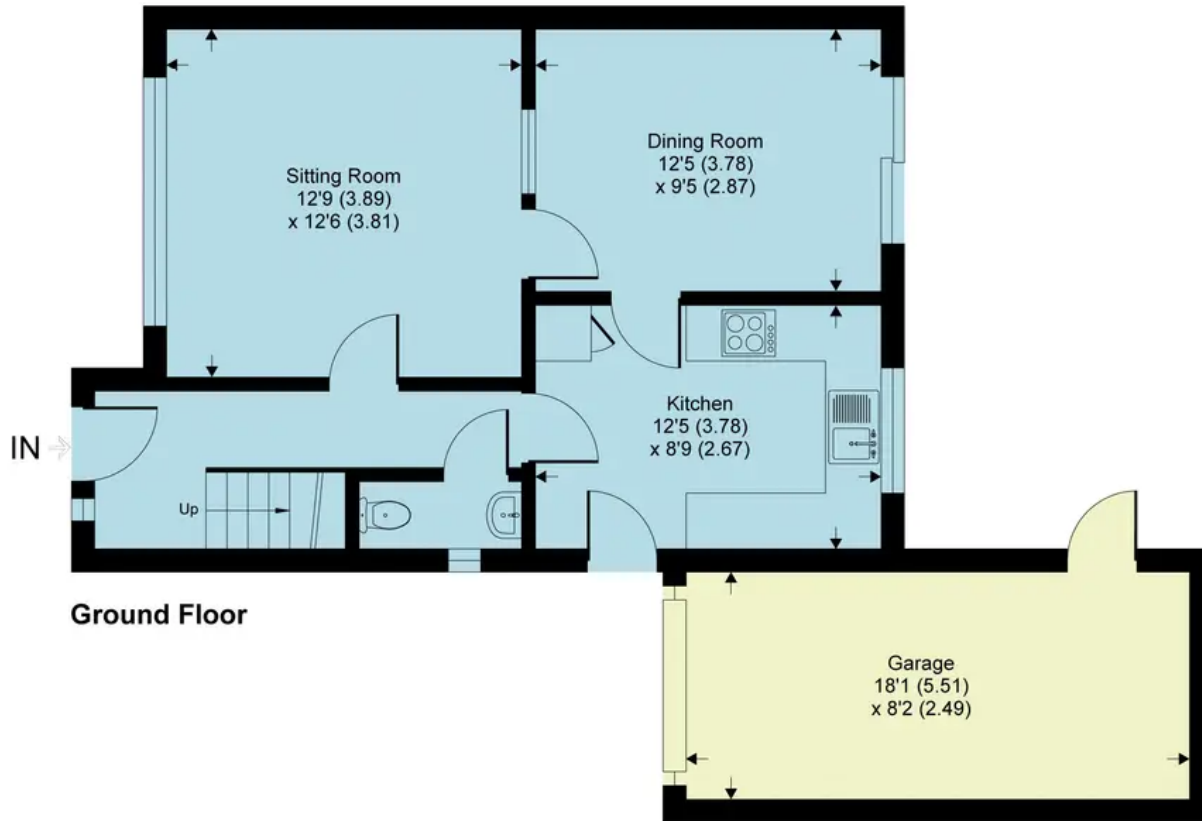 Sitting Room
12'9 (3.89)
x 12'6 (3.81)
Dining Room
12'5 (3.78)
x 9'5 (2.87)
Kitchen
12'5 (3.78)
x 8'9 (2.67)
IN
Up
Ground Floor
Garage
18'1 (5.51)
x 8'2 (2.49)